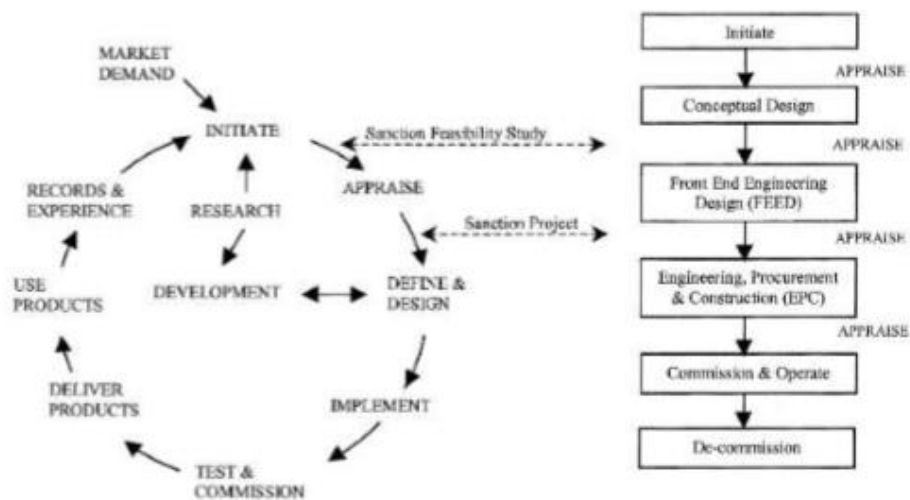 MARKET
DEMAND
INITIATE
APPRAISE
DEFINE &
DESIGN
IMPLEMENT
TEST &
COMMISSION
DELIVER
PRODUCTS
USE
PRODUCTS
RECORDS &
EXPERIENCE
RESEARCH
DEVELOPMENT
Sanction Feasibility Study
Sanction Project
Initiate
APPRAISE
Conceptual Design
APPRAISE
Front End Engineering
Design (FEED)
APPRAISE
Engineering, Procurement
& Construction (EPC)
APPRAISE
Commission & Operate
De-commission